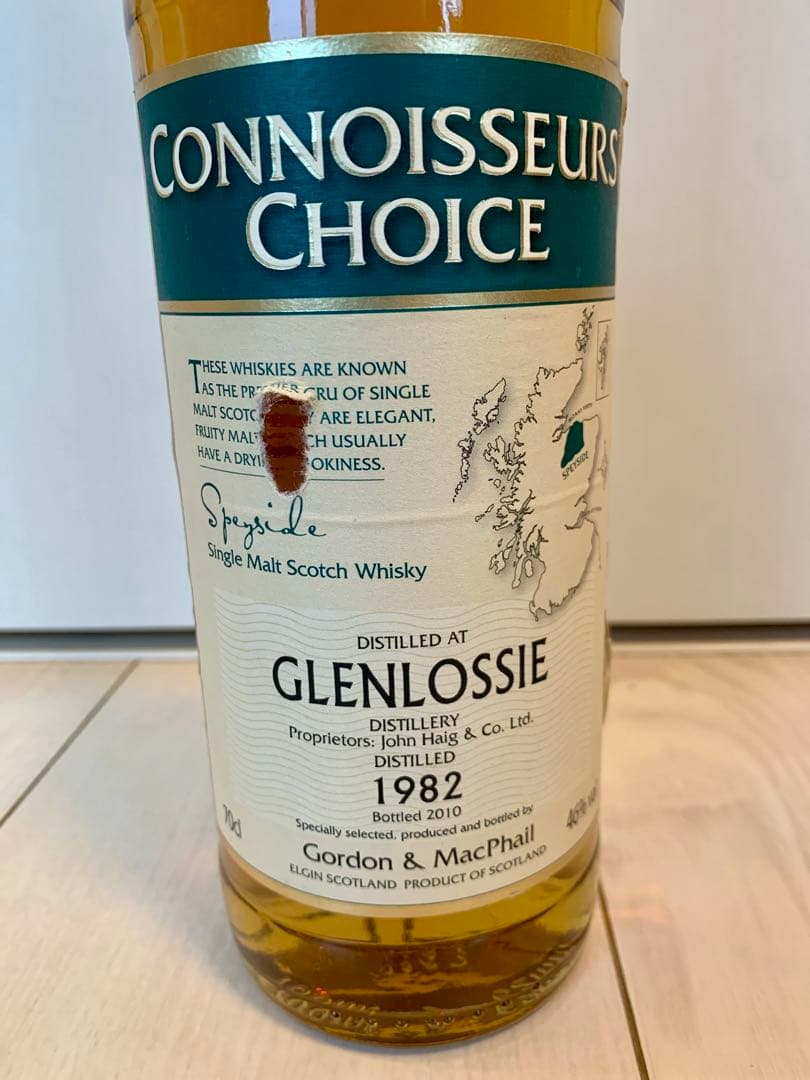 CONNOISSEURS
CHOICE
THESE WHISKIES ARE KNOWN
AS THE CRU OF SINGLE
MALT ARE ELEGANT,
FRUITY USUALLY
HAVE A
Speyside
Single Malt Scotch Whisky
SPEYSIDE
DISTILLED AT
GLENLOSSIE
DISTILLERY
Proprietors: John Haig & Co. Ltd.
DISTILLED
1982
Bottled 2010
70cl
46%
Specially selected, produced and bottled by
Gordon & MacPhail
ELGIN SCOTLAND PRODUCT OF SCOTLAND